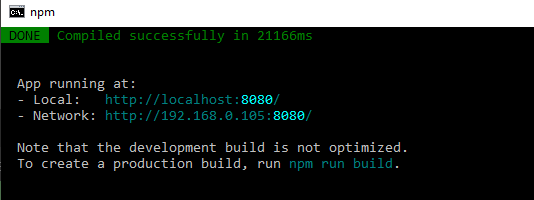 npm
DONE Compiled successfully in 21166ms
App running at:
- Local: http://localhost:8080/
- Network: http://192.168.0.105:8080/
Note that the development build is not optimized.
To create a production build, run npm run build.